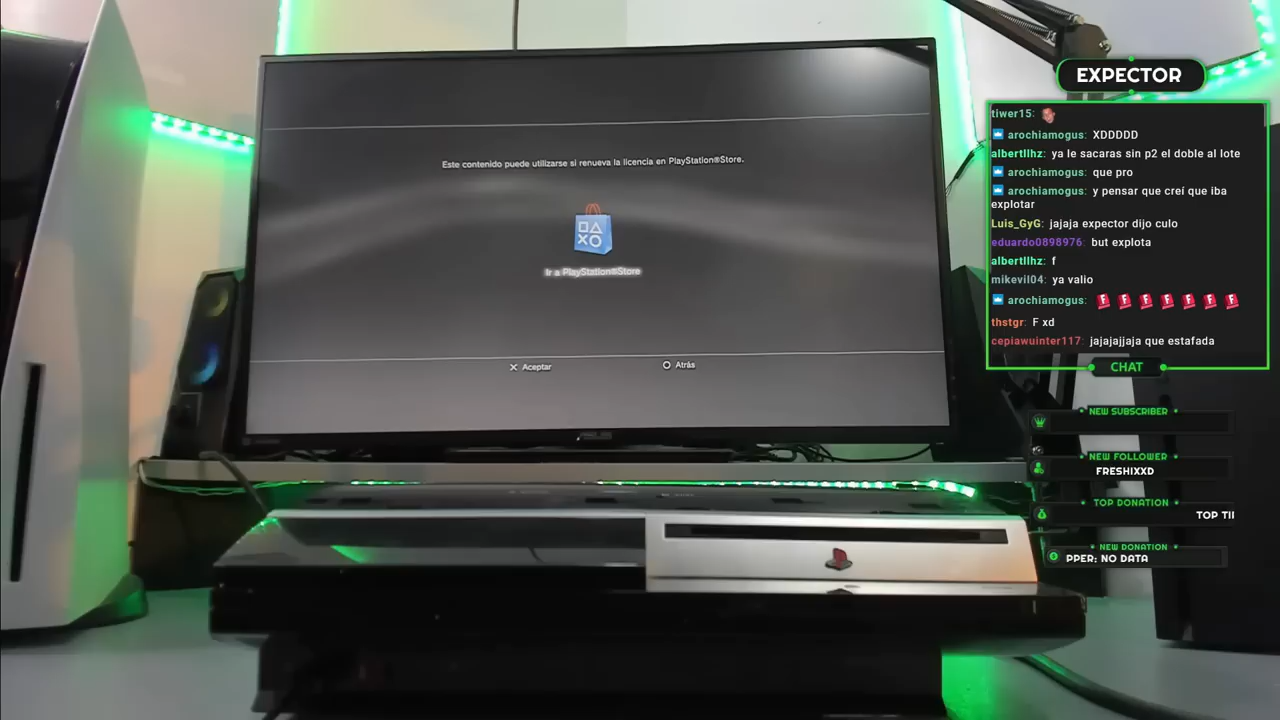 Este contenido puede utilizarse si renueva la licencia en PlayStation®Store.
Ir a PlayStation®Store
Aceptar
Atrás
EXPECTOR
tiwer15:
arochiamogus: XDDDDD
albertllhz: ya le sacaras sin p2 el doble al lote
arochiamogus: que pro
arochiamogus: y pensar que creí que iba
explotar
Luis_GyG: jajaja expector dijo culo
eduardo0898976: but explota
albertllhz: f
mikevil04: ya valio
arochiamogus: F F F F F F F
thstgr: F xd
cepiawuinter117: jajajajjaja que estafada
CHAT
NEW SUBSCRIBER
NEW FOLLOWER
FRESHIXXD
TOP DONATION
TOP TII
NEW DONATION
PPER: NO DATA